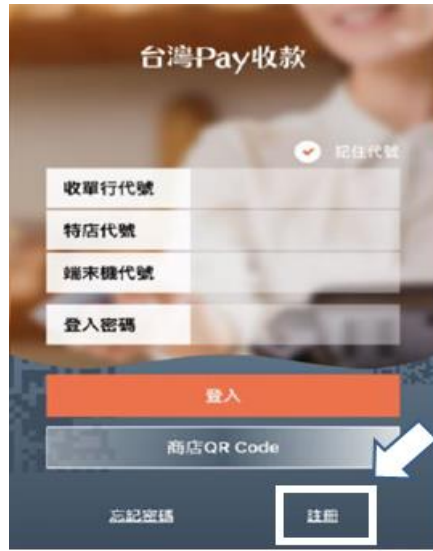 台灣Pay收款
記住代號
收單行代號
特店代號
端末機代號
登入密碼
登入
商店QR Code
忘記密碼
註冊